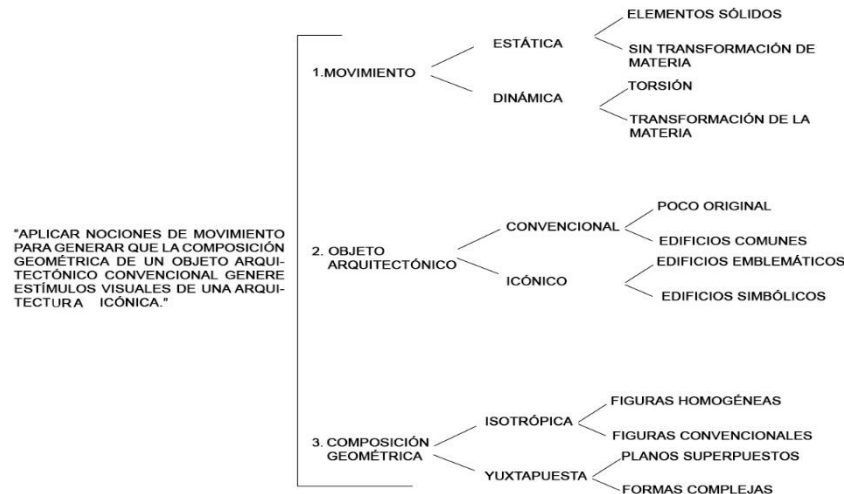 "APLICAR NOCIONES DE MOVIMIENTO
PARA GENERAR QUE LA COMPOSICIÓN
GEOMÉTRICA DE UN OBJETO ARQUI-
TECTÓNICO CONVENCIONAL GENERE
ESTÍMULOS VISUALES DE UNA ARQUI-
TECTURA ICÓNICA."
1. MOVIMIENTO
ESTÁTICA
ELEMENTOS SÓLIDOS
SIN TRANSFORMACIÓN DE
MATERIA
DINÁMICA
TORSIÓN
TRANSFORMACIÓN DE LA
MATERIA
2. OBJETO
ARQUITECTÓNICO
CONVENCIONAL
POCO ORIGINAL
EDIFICIOS COMUNES
ICÓNICO
EDIFICIOS EMBLEMÁTICOS
EDIFICIOS SIMBÓLICOS
3. COMPOSICIÓN
GEOMÉTRICA
ISOTRÓPICA
FIGURAS HOMOGÉNEAS
FIGURAS CONVENCIONALES
YUXTAPUESTA
PLANOS SUPERPUESTOS
FORMAS COMPLEJAS